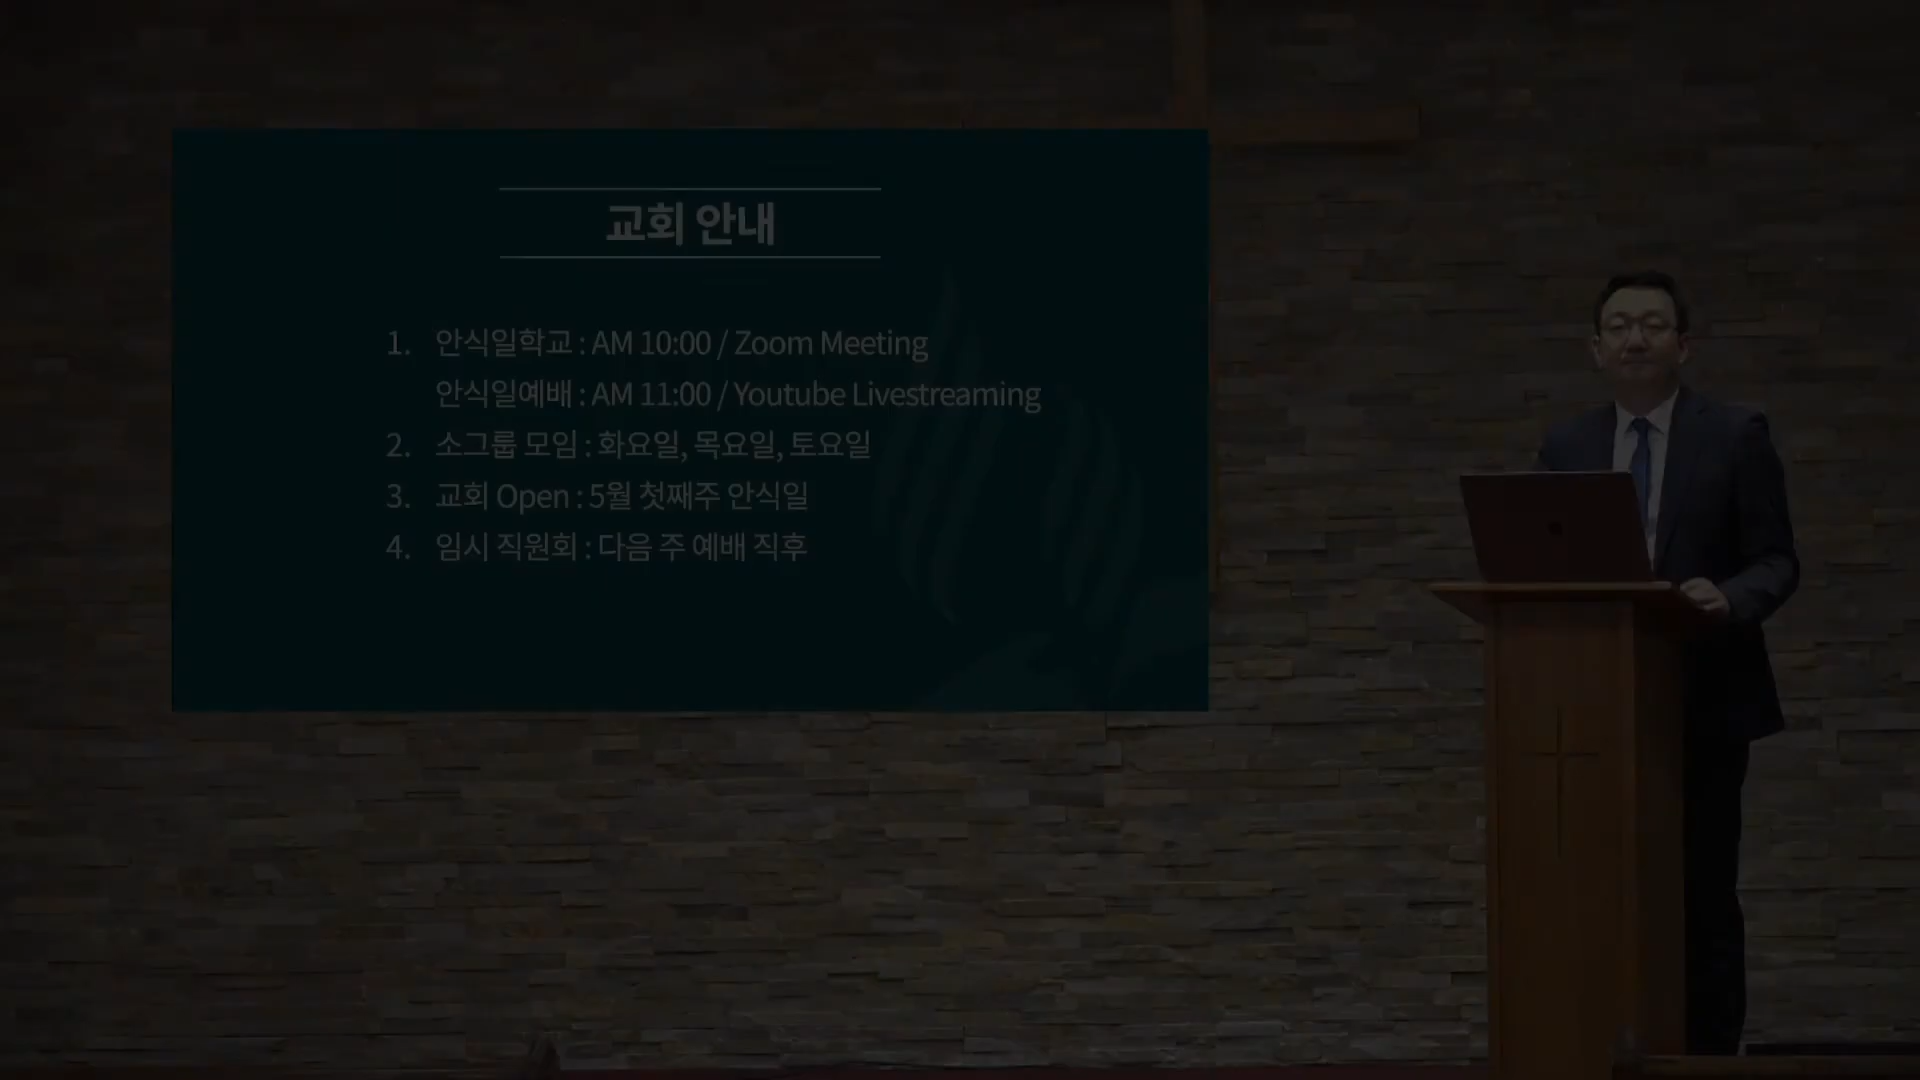 교회 안내
1. 안식일학교 : AM 10:00 / Zoom Meeting
안식일예배 : AM 11:00 / Youtube Livestreaming
2. 소그룹 모임 : 화요일, 목요일, 토요일
3. 교회 Open : 5월 첫째주 안식일
4. 임시 직원회 : 다음 주 예배 직후